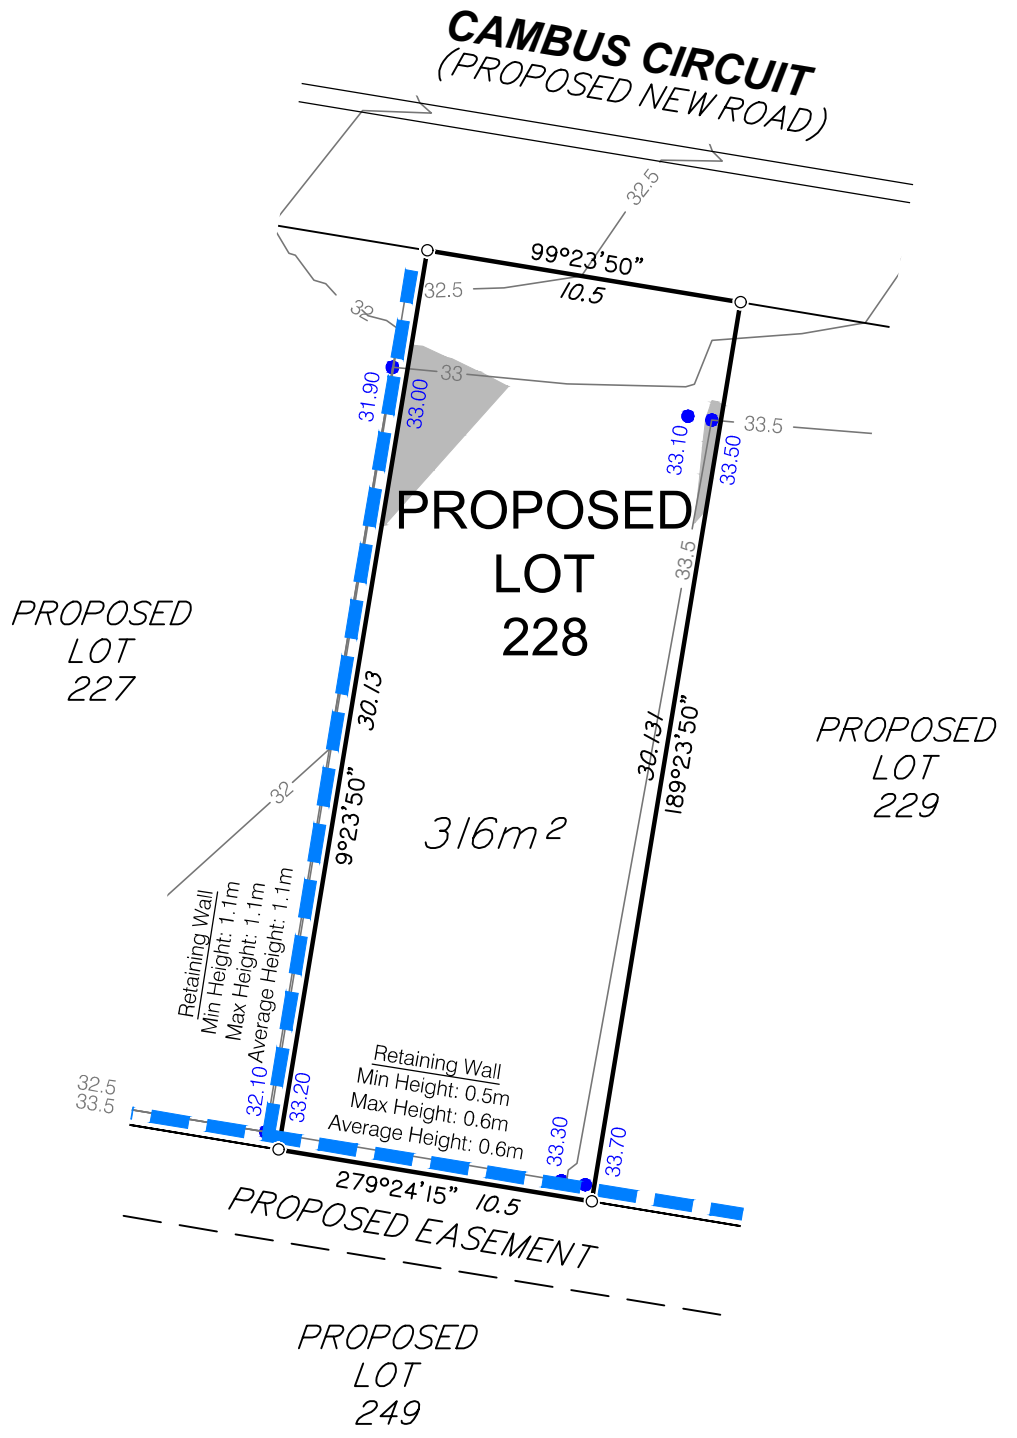 CAMBUS CIRCUIT
(PROPOSED NEW ROAD)
32.5
99°23'50"
10.5
32.5
32
33
31.90
33.00
33.10
33.50
33.5
PROPOSED
LOT
228
33.5
PROPOSED
LOT
227
30.13
9°23'50"
30.131
189°23'50"
PROPOSED
LOT
229
32
316m²
Retaining Wall
Min Height: 1.1m
Max Height: 1.1m
Average Height: 1.1m
Retaining Wall
Min Height: 0.5m
Max Height: 0.6m
Average Height: 0.6m
32.5
33.5
32.10
33.20
33.30
33.70
279°24'15"
10.5
PROPOSED EASEMENT
PROPOSED
LOT
249